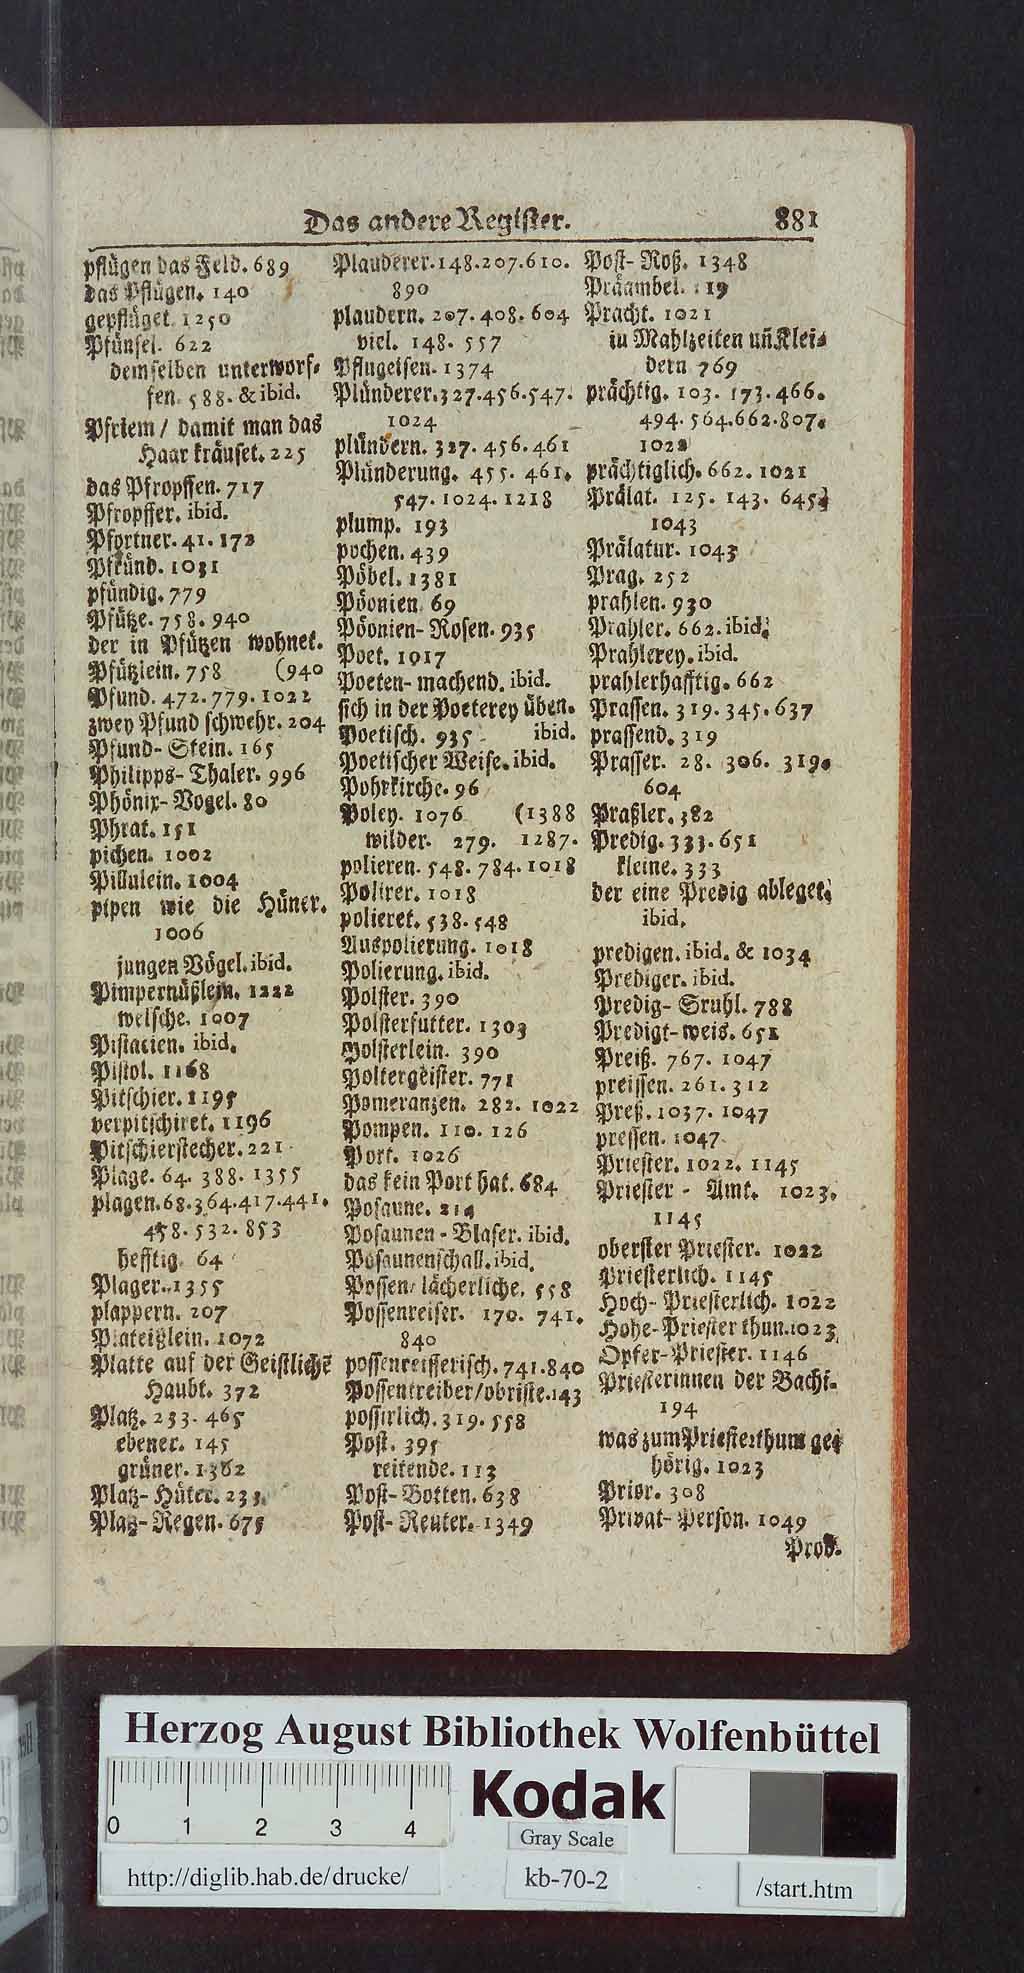 Das andere Register. 881
pflügen das Feld. 689
das Pflügen. 140
gepflüget. 1250
Pfünsel. 622
demselben unterworf-
fen. 588. & ibid.
Pfriem / damit man das
Haar kräuset. 225
das Pfropffen. 717
Pfropffer. ibid.
Pfortner. 41. 172
Pfründ. 1031
pfündig. 779
Pfütze. 758. 940
der in Pfützen wohnet.
Pfützlein. 758 (940
Pfund. 472. 779. 1022
zwey Pfund schwehr. 204
Pfund-Stein. 165
Philipps-Thaler. 996
Phönix-Vogel. 80
Phrat. 151
pichen. 1002
Pillulein. 1004
pipen wie die Hüner.
1006
jungen Vögel. ibid.
Pimpernüßlein. 1222
welsche. 1007
Pistacien. ibid.
Pistol. 1168
Pitschier. 1195
verpitschiret. 1196
Pitschierstecher. 221
Plage. 64. 388. 1355
plagen. 68. 364. 417. 441.
458. 532. 853
hefftig. 64
Plager. 1355
plappern. 207
Plateißlein. 1072
Platte auf der Geistlichē
Haubt. 372
Platz. 233. 465
ebener. 145
grüner. 1362
Platz-Hüter. 233
Platz-Regen. 675
Plauderer. 148. 207. 610.
890
plaudern. 207. 408. 604
viel. 148. 557
Pflugeisen. 1374
Plünderer. 327. 456. 547.
1024
plündern. 327. 456. 461
Plünderung. 455. 461.
547. 1024. 1218
plump. 193
pochen. 439
Pöbel. 1381
Pöonien. 69
Pöonien-Rosen. 935
Poet. 1017
Poeten-machend. ibid.
sich in der Poeterey üben.
Poetisch. 935 ibid.
Poetischer Weise. ibid.
Pohrkirche. 96
Poley. 1076 (1388
wilder. 279. 1287.
polieren. 548. 784. 1018
Polirer. 1018
polieret. 538. 548
Auspolierung. 1018
Polierung. ibid.
Polster. 390
Polsterfutter. 1303
Polsterlein. 390
Poltergeister. 771
Pomeranzen. 282. 1022
Pompen. 110. 126
Port. 1026
das kein Port hat. 684
Posaune. 214
Posaunen-Blaser. ibid.
Posaunenschall. ibid.
Possen / lächerliche. 558
Possenreiser. 170. 741.
840
possenreisserisch. 741. 840
Possentreiber / obriste. 143
possirlich. 319. 558
Post. 395
reitende. 113
Post-Botten. 638
Post-Reuter. 1349
Post-Roß. 1348
Präambel. 119
Pracht. 1021
in Mahlzeiten uñ Klei-
dern 769
prächtig. 103. 173. 466.
494. 564. 662. 807.
1022
prächtiglich. 662. 1021
Prälat. 125. 143. 645.
1043
Prälatur. 1043
Prag. 252
prahlen. 930
Prahler. 662. ibid.
Prahlerey. ibid.
prahlerhafftig. 662
Prassen. 319. 345. 637
prassend. 319
Prasser. 28. 306. 319.
604
Praßler. 382
Predig. 333. 651
kleine. 333
der eine Predig ableget.
ibid.
predigen. ibid. & 1034
Prediger. ibid.
Predig-Stuhl. 788
Predigt-weis. 651
Preiß. 767. 1047
preissen. 261. 312
Preß. 1037. 1047
pressen. 1047
Priester. 1022. 1145
Priester-Amt. 1023.
1145
oberster Priester. 1022
Priesterlich. 1145
Hoch-Priesterlich. 1022
Hohe-Priesterthum. 1023
Opfer-Priester. 1146
Priesterinnen der Bachi.
194
was zum Priesterthum ge-
hörig. 1023
Prior. 308
Privat-Person. 1049
Prob.
Herzog August Bibliothek Wolfenbüttel
0 1 2 3 4
Kodak
Gray Scale
http://diglib.hab.de/drucke/ kb-70-2 /start.htm